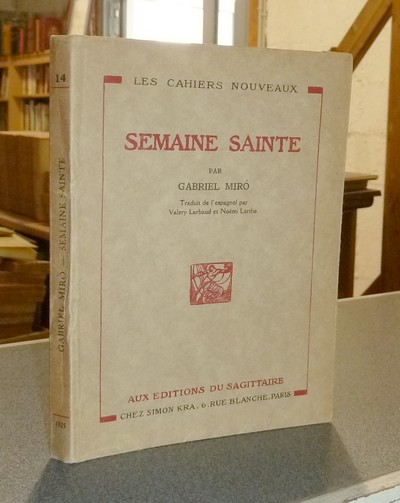 14
GABRIEL MIRÓ — SEMAINE SAINTE
1925
LES CAHIERS NOUVEAUX
SEMAINE SAINTE
PAR
GABRIEL MIRÓ
Traduit de l'espagnol par
Valery Larbaud et Noémi Larthe
AUX EDITIONS DU SAGITTAIRE
CHEZ SIMON KRA, 6, RUE BLANCHE, PARIS